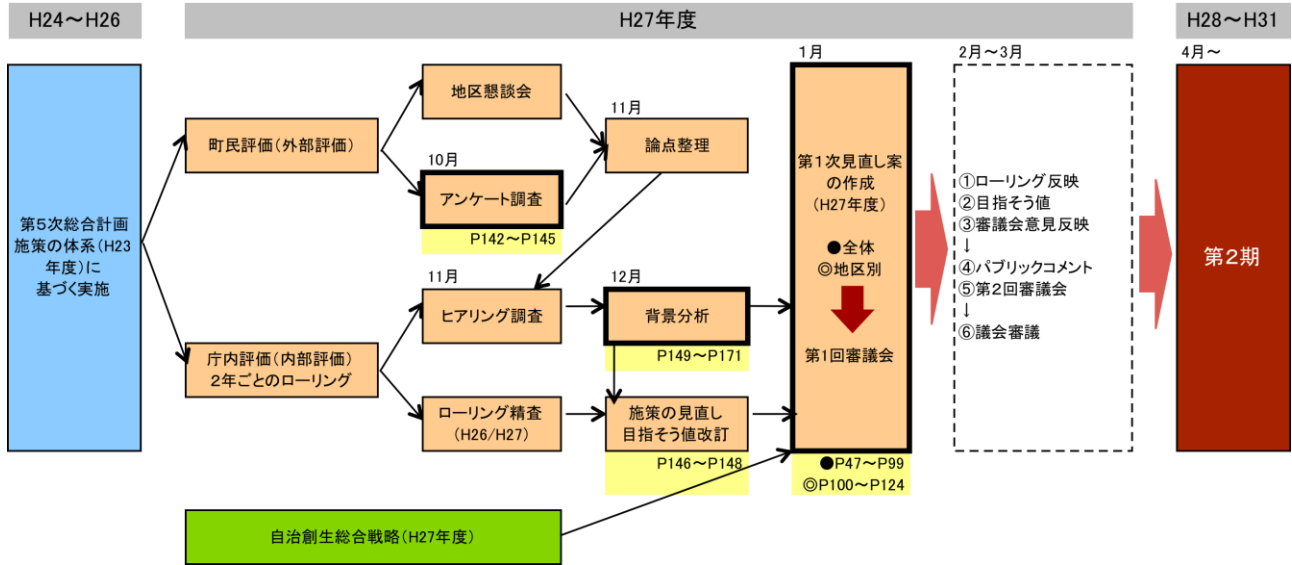 H24～H26
H27年度
H28～H31
第5次総合計画
施策の体系(H23
年度)に
基づく実施
町民評価(外部評価)
庁内評価(内部評価)
2年ごとのローリング
地区懇談会
10月
アンケート調査
P142～P145
11月
ヒアリング調査
ローリング精査
(H26/H27)
11月
論点整理
12月
背景分析
P149～P171
施策の見直し
目指そう値改訂
P146～P148
自治創生総合戦略(H27年度)
1月
第1次見直し案
の作成
(H27年度)
●全体
◎地区別
第1回審議会
●P47～P99
◎P100～P124
2月～3月
①ローリング反映
②目指そう値
③審議会意見反映
↓
④パブリックコメント
⑤第2回審議会
↓
⑥議会審議
4月～
第2期